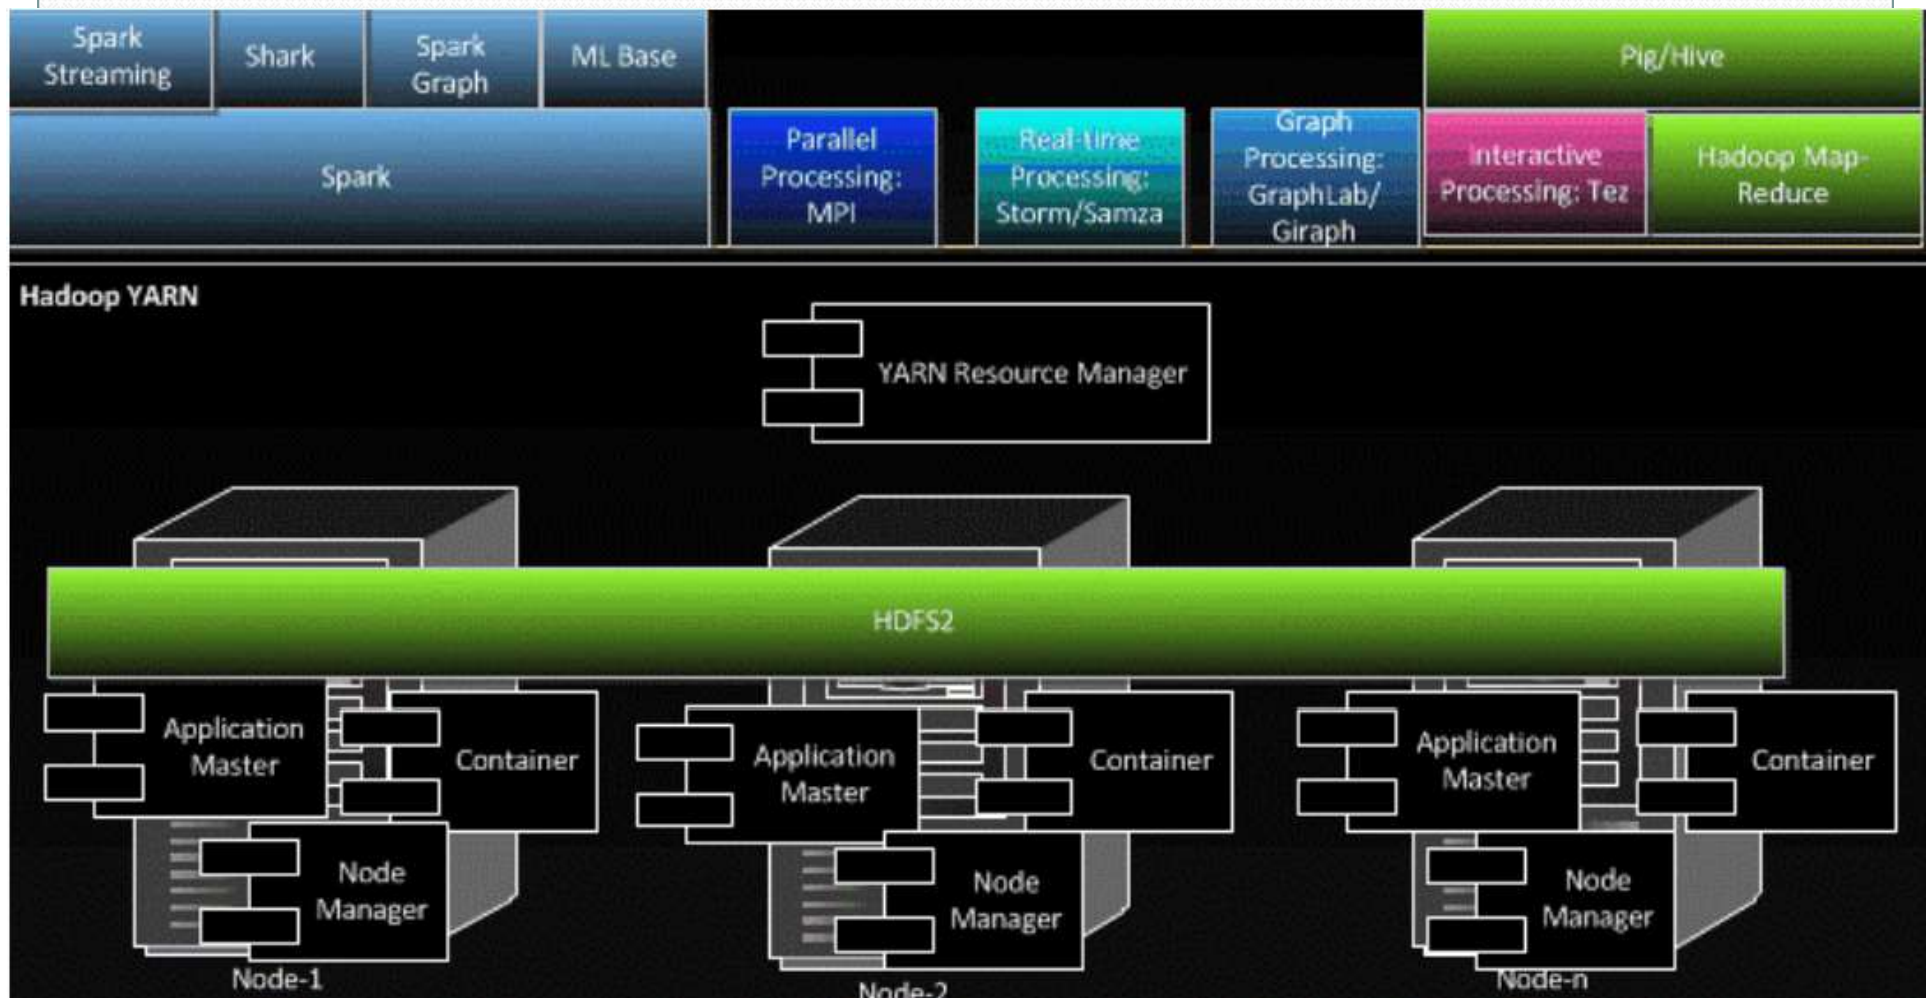 Spark
Streaming
Shark
Spark
Graph
ML Base
Pig/Hive
Spark
Parallel
Processing:
MPI
Real-time
Processing:
Storm/Samza
Graph
Processing:
GraphLab/
Giraph
Interactive
Processing: Tez
Hadoop Map-
Reduce
Hadoop YARN
YARN Resource Manager
HDFS2
Application
Master
Container
Node
Manager
Node-1
Application
Master
Container
Node
Manager
Node-2
Application
Master
Container
Node
Manager
Node-n